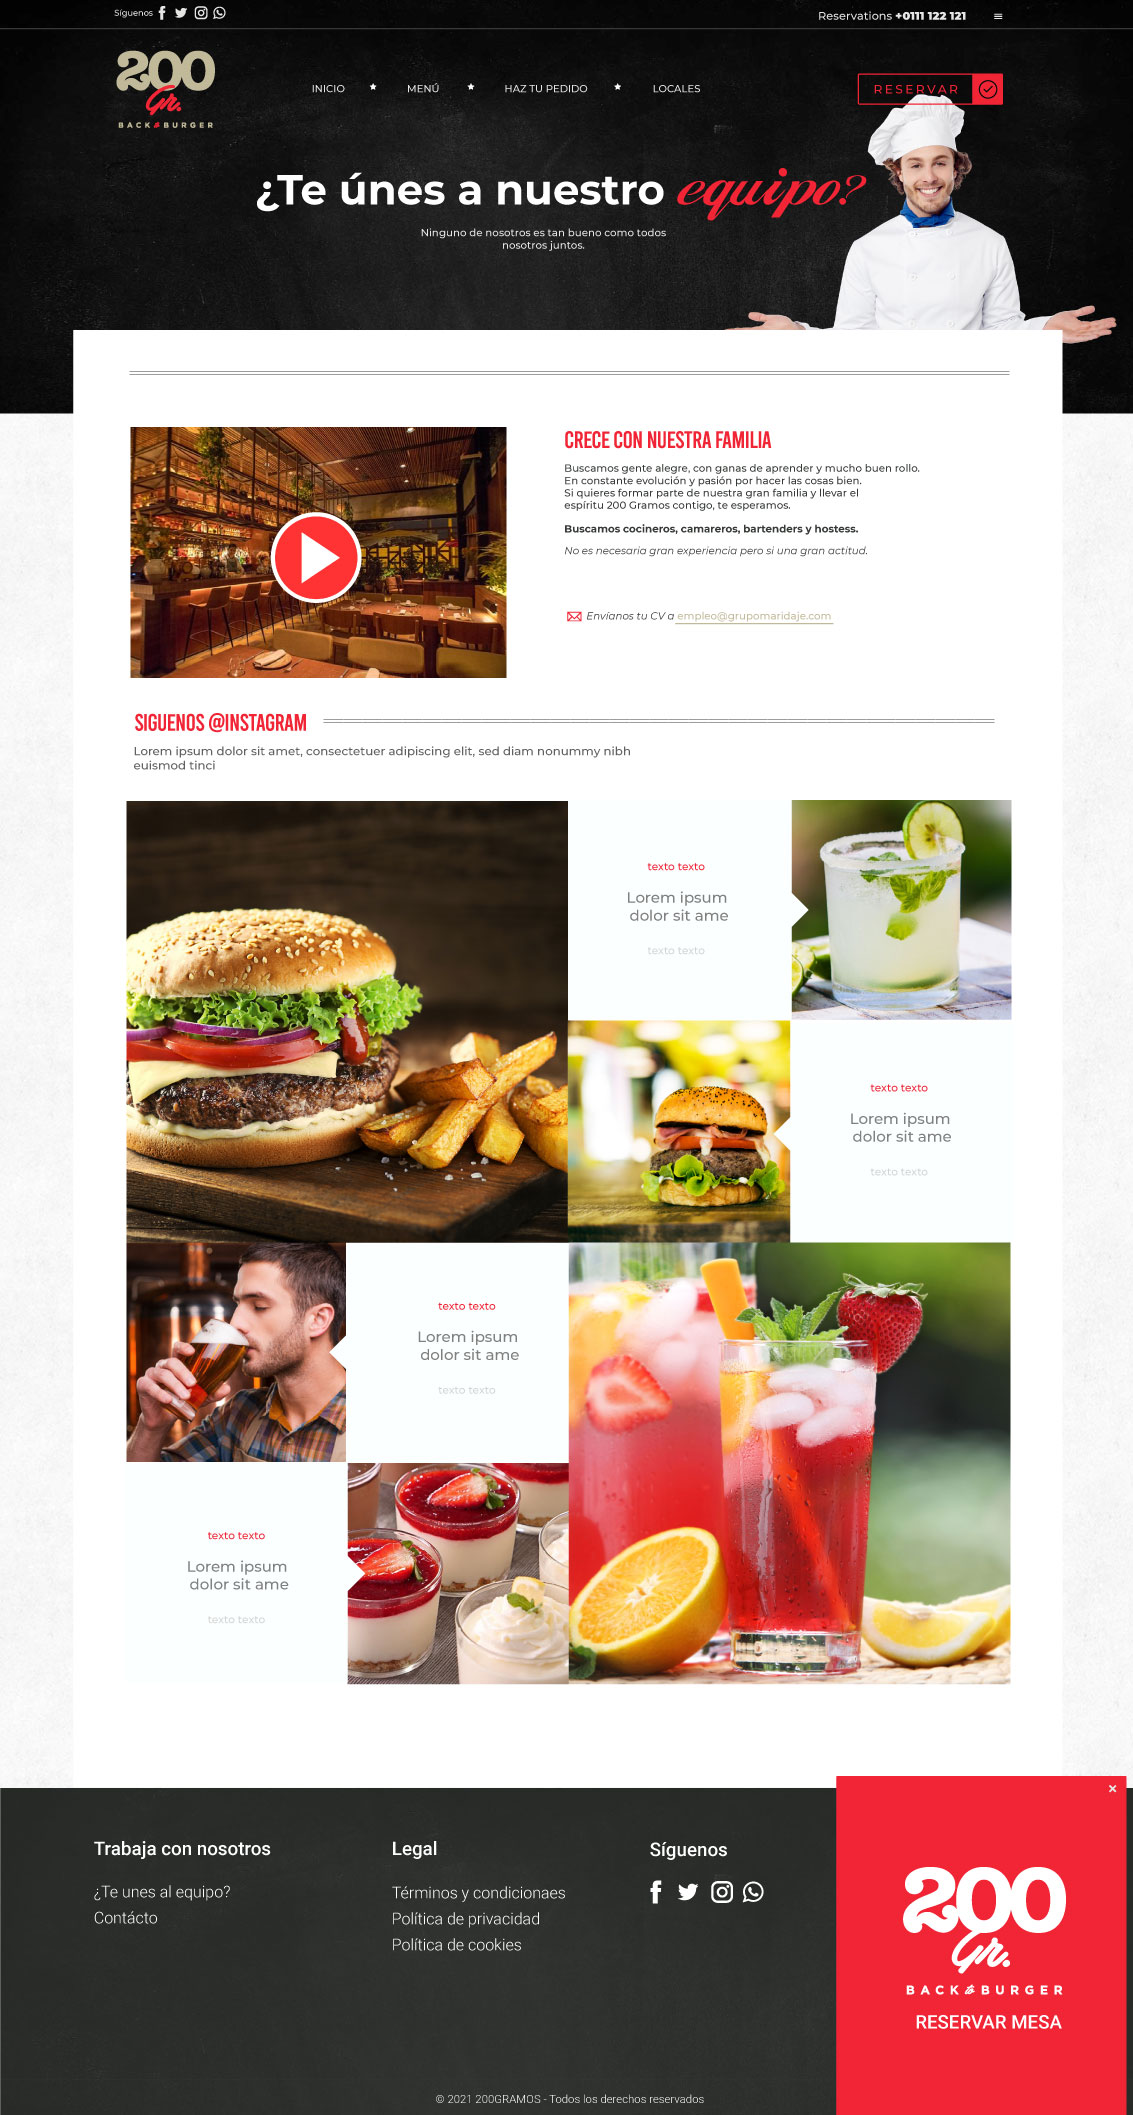 Síguenos
Reservations +0111 122 121
200
Gr.
BACK BURGER
INICIO
MENÚ
HAZ TU PEDIDO
LOCALES
RESERVAR
¿Te únes a nuestro equipo?
Ninguno de nosotros es tan bueno como todos
nosotros juntos.
CRECE CON NUESTRA FAMILIA
Buscamos gente alegre, con ganas de aprender y mucho buen rollo.
En constante evolución y pasión por hacer las cosas bien.
Si quieres formar parte de nuestra gran familia y llevar el
espíritu 200 Gramos contigo, te esperamos.
Buscamos cocineros, camareros, bartenders y hostess.
No es necesaria gran experiencia pero si una gran actitud.
Envíanos tu CV a empleo@grupomaridaje.com
SIGUENOS @INSTAGRAM
Lorem ipsum dolor sit amet, consectetuer adipiscing elit, sed diam nonummy nibh
euismod tinci
texto texto
Lorem ipsum
dolor sit ame
texto texto
texto texto
Lorem ipsum
dolor sit ame
texto texto
texto texto
Lorem ipsum
dolor sit ame
texto texto
texto texto
Lorem ipsum
dolor sit ame
texto texto
Trabaja con nosotros
¿Te unes al equipo?
Contácto
Legal
Términos y condicionaes
Política de privacidad
Política de cookies
Síguenos
200
Gr.
BACK BURGER
RESERVAR MESA
© 2021 200GRAMOS - Todos los derechos reservados